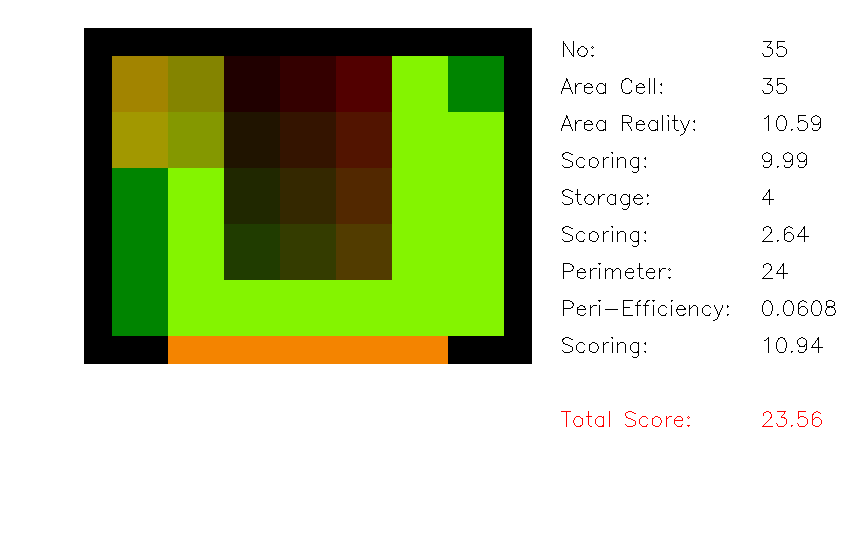 No: 35
Area Cell: 35
Area Reality: 10.59
Scoring: 9.99
Storage: 4
Scoring: 2.64
Perimeter: 24
Peri-Efficiency: 0.0608
Scoring: 10.94
Total Score: 23.56